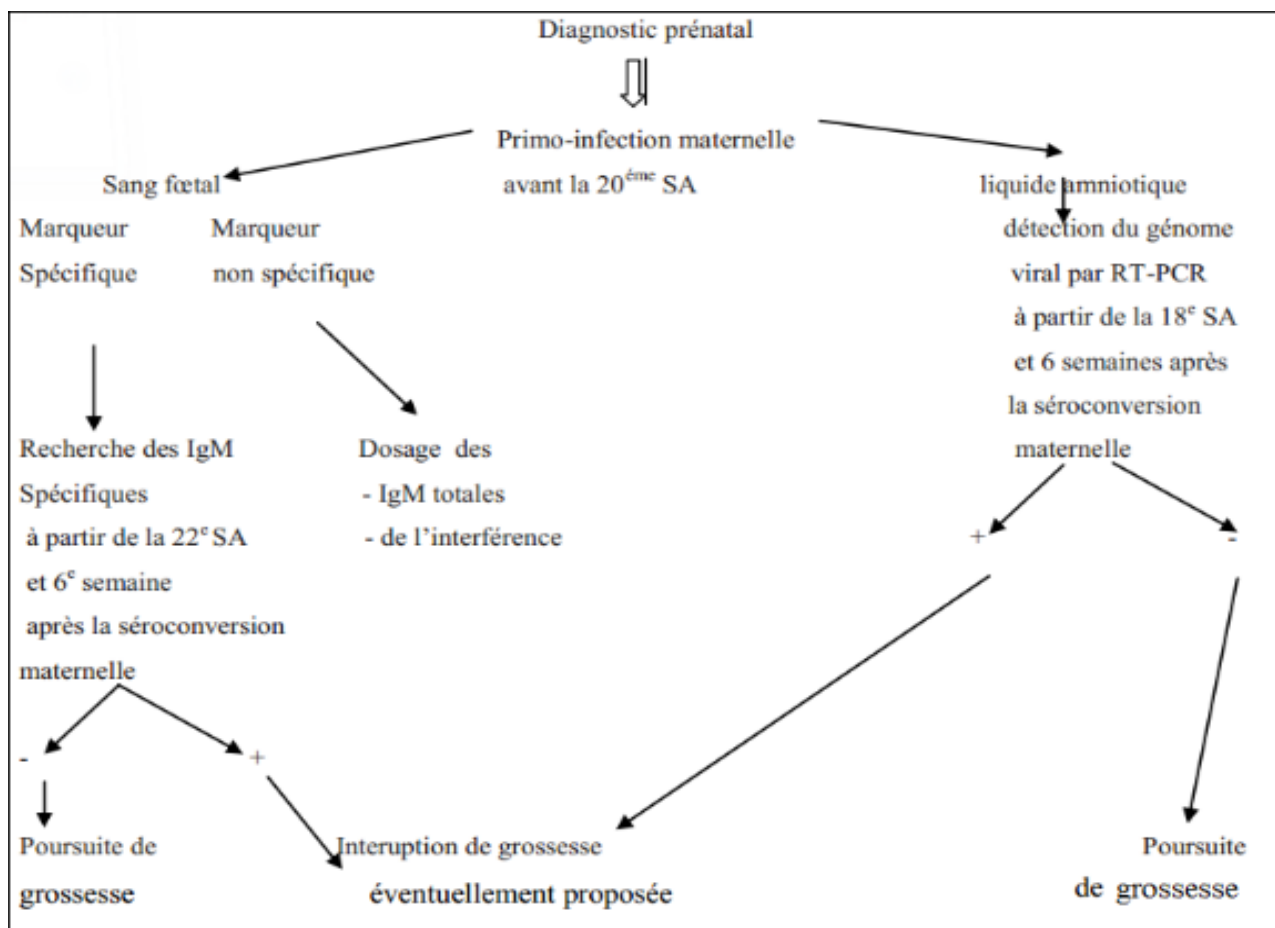 Diagnostic prénatal
Primo-infection maternelle
avant la 20éme SA
Sang fœtal
Marqueur
Spécifique
Marqueur
non spécifique
Recherche des IgM
Spécifiques
à partir de la 22e SA
et 6e semaine
après la séroconversion
maternelle
Dosage des
- IgM totales
- de l'interférence
-
+
Poursuite de
grossesse
Interuption de grossesse
éventuellement proposée
liquide amniotique
détection du génome
viral par RT-PCR
à partir de la 18e SA
et 6 semaines après
la séroconversion
maternelle
+
-
Poursuite
de grossesse